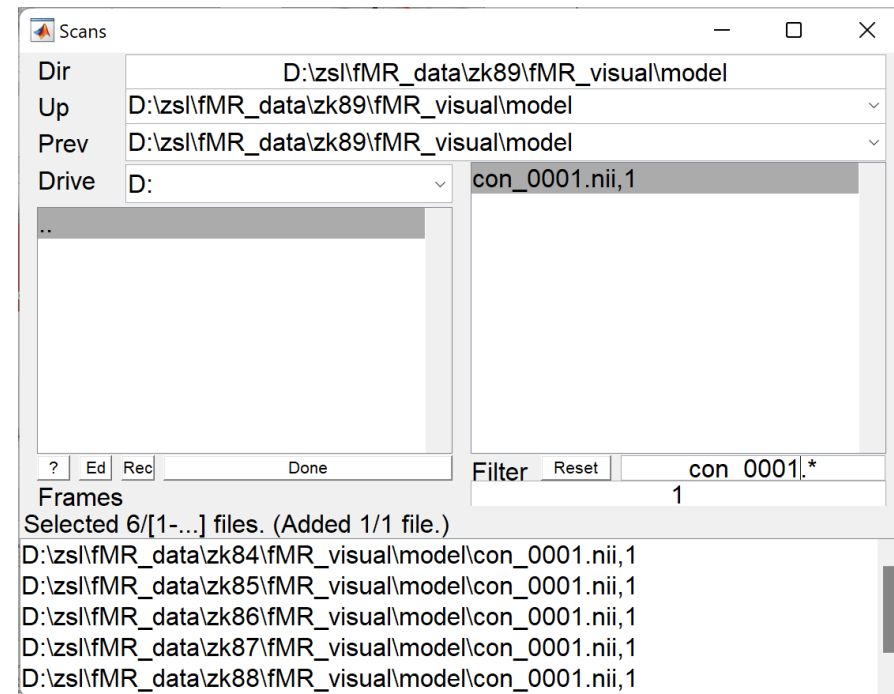 Scans
Dir D:\zsl\fMR_data\zk89\fMR_visual\model
Up D:\zsl\fMR_data\zk89\fMR_visual\model
Prev D:\zsl\fMR_data\zk89\fMR_visual\model
Drive D:
con_0001.nii,1
..
? Ed Rec Done
Filter Reset con_0001.*
Frames 1
Selected 6/[1-...] files. (Added 1/1 file.)
D:\zsl\fMR_data\zk84\fMR_visual\model\con_0001.nii,1
D:\zsl\fMR_data\zk85\fMR_visual\model\con_0001.nii,1
D:\zsl\fMR_data\zk86\fMR_visual\model\con_0001.nii,1
D:\zsl\fMR_data\zk87\fMR_visual\model\con_0001.nii,1
D:\zsl\fMR_data\zk88\fMR_visual\model\con_0001.nii,1